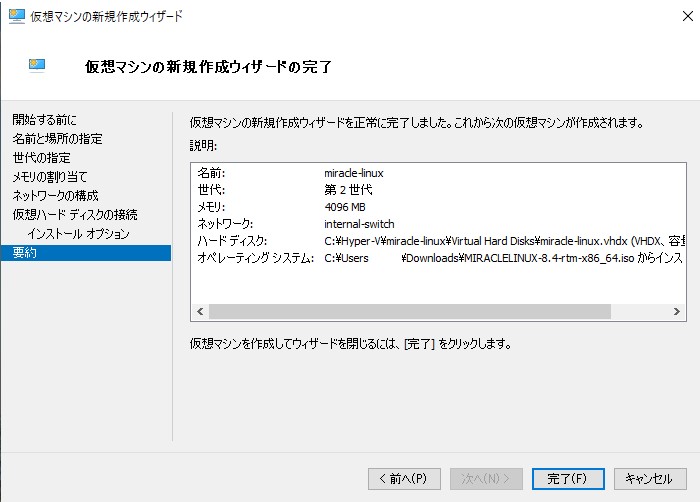 仮想マシンの新規作成ウィザード
仮想マシンの新規作成ウィザードの完了
開始する前に
名前と場所の指定
世代の指定
メモリの割り当て
ネットワークの構成
仮想ハード ディスクの接続
インストール オプション
要約
仮想マシンの新規作成ウィザードを正常に完了しました。これから次の仮想マシンが作成されます。
説明:
名前: miracle-linux
世代: 第 2 世代
メモリ: 4096 MB
ネットワーク: internal-switch
ハード ディスク: C:¥Hyper-V¥miracle-linux¥Virtual Hard Disks¥miracle-linux.vhdx (VHDX、容量
オペレーティング システム: C:¥Users ¥Downloads¥MIRACLELINUX-8.4-rtm-x86_64.iso からインス
仮想マシンを作成してウィザードを閉じるには、[完了] をクリックします。
< 前へ(P) 次へ(N) > 完了(F) キャンセル